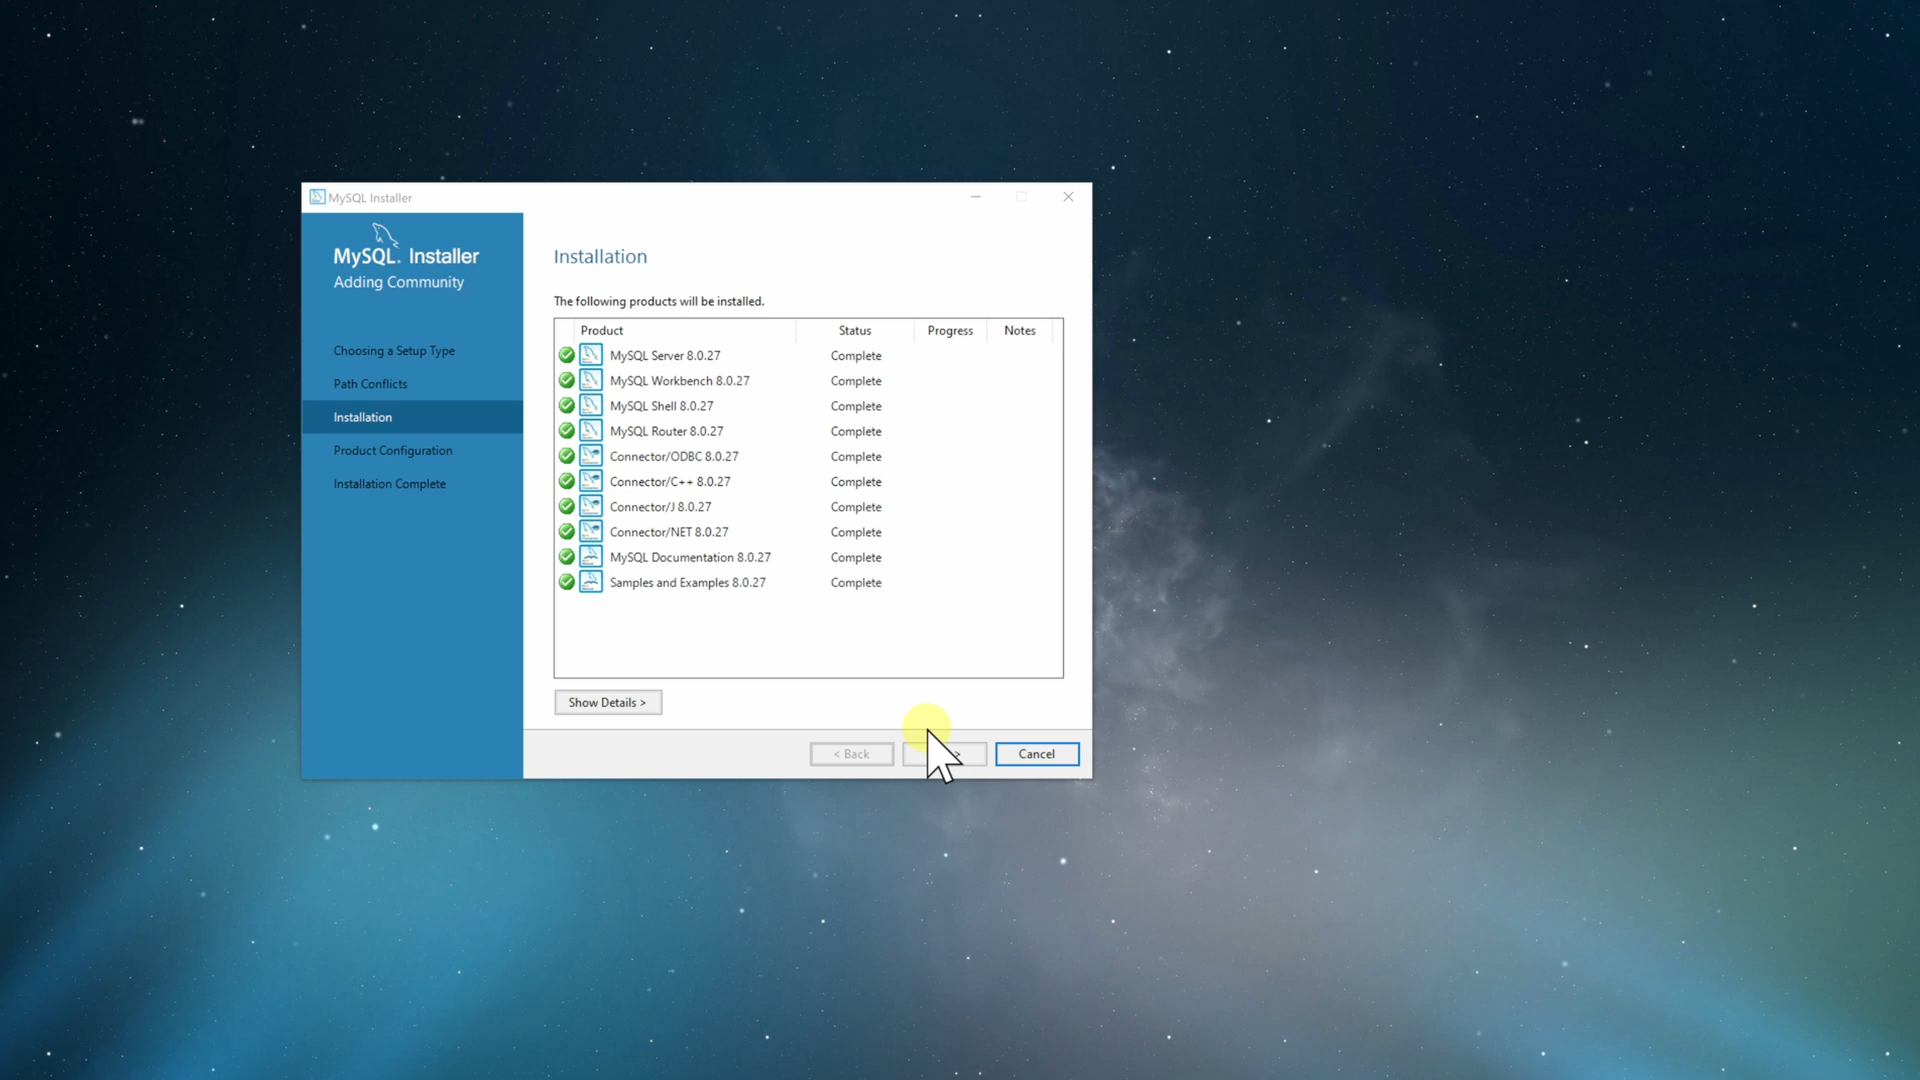 MySQL Installer
MySQL. Installer
Adding Community
Choosing a Setup Type
Path Conflicts
Installation
Product Configuration
Installation Complete
Installation
The following products will be installed.
Product Status Progress Notes
MySQL Server 8.0.27 Complete
MySQL Workbench 8.0.27 Complete
MySQL Shell 8.0.27 Complete
MySQL Router 8.0.27 Complete
Connector/ODBC 8.0.27 Complete
Connector/C++ 8.0.27 Complete
Connector/J 8.0.27 Complete
Connector/NET 8.0.27 Complete
MySQL Documentation 8.0.27 Complete
Samples and Examples 8.0.27 Complete
Show Details >
< Back > Cancel